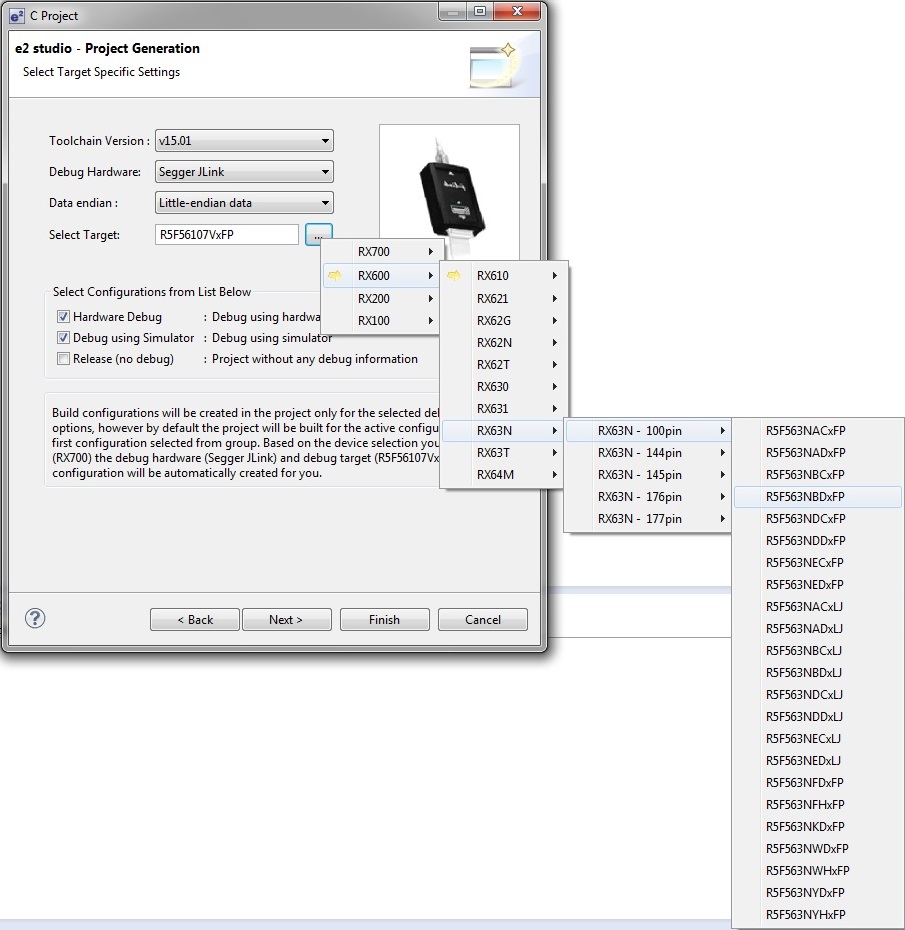 e² C Project
e2 studio - Project Generation
Select Target Specific Settings
Toolchain Version : v15.01
Debug Hardware: Segger JLink
Data endian : Little-endian data
Select Target: R5F56107VxFP ...
Select Configurations from List Below
Hardware Debug : Debug using hardwa
Debug using Simulator : Debug using simulator
Release (no debug) : Project without any debug information
Build configurations will be created in the project only for the selected de
options, however by default the project will be built for the active configu
first configuration selected from group. Based on the device selection you
(RX700) the debug hardware (Segger JLink) and debug target (R5F56107Vx
configuration will be automatically created for you.
? < Back Next > Finish Cancel
RX700
RX600
RX200
RX100
RX610
RX621
RX62G
RX62N
RX62T
RX630
RX631
RX63N
RX63T
RX64M
RX63N - 100pin
RX63N - 144pin
RX63N - 145pin
RX63N - 176pin
RX63N - 177pin
R5F563NACxFP
R5F563NADxFP
R5F563NBCxFP
R5F563NBDxFP
R5F563NDCxFP
R5F563NDDxFP
R5F563NECxFP
R5F563NEDxFP
R5F563NACxLJ
R5F563NADxLJ
R5F563NBCxLJ
R5F563NBDxLJ
R5F563NDCxLJ
R5F563NDDxLJ
R5F563NECxLJ
R5F563NEDxLJ
R5F563NFDxFP
R5F563NFHxFP
R5F563NKDxFP
R5F563NWDxFP
R5F563NWHxFP
R5F563NYDxFP
R5F563NYHxFP